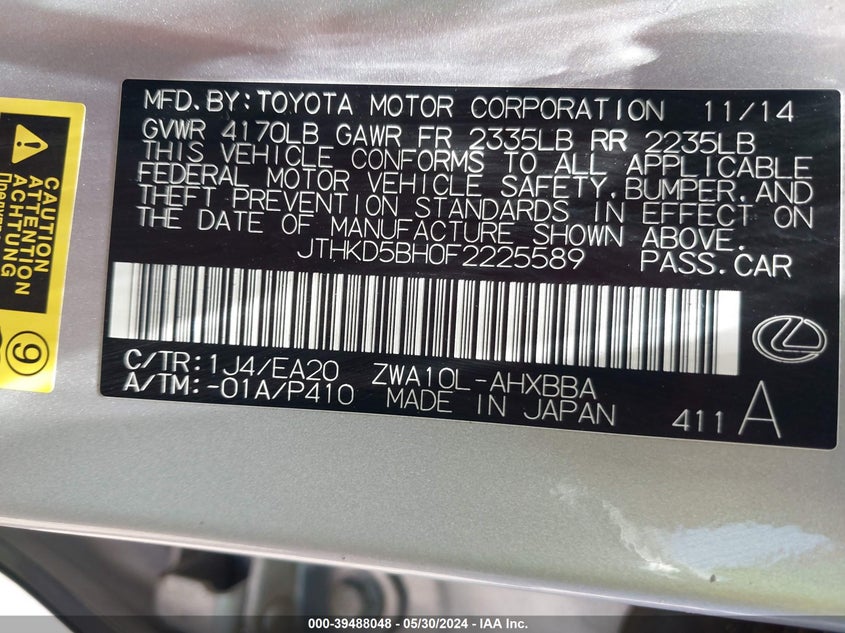 MFD.BY:TOYOTA MOTOR CORPORATION 11/14
GVWR 4170LB GAWR FR 2335LB RR 2235LB
THIS VEHICLE CONFORMS TO ALL APPLICABLE
FEDERAL MOTOR VEHICLE SAFETY,BUMPER,AND
THEFT PREVENTION STANDARDS IN EFFECT ON
THE DATE OF MANUFACTURE SHOWN ABOVE.
JTHKD5BH0F2225589 PASS.CAR
C/TR:1J4/EA20 ZWA10L-AHXBBA
A/TM:-01A/P410 MADE IN JAPAN 411 A
CAUTION
ATTENTION
ACHTUNG
9
000-39488048 - 05/30/2024 - IAA Inc.